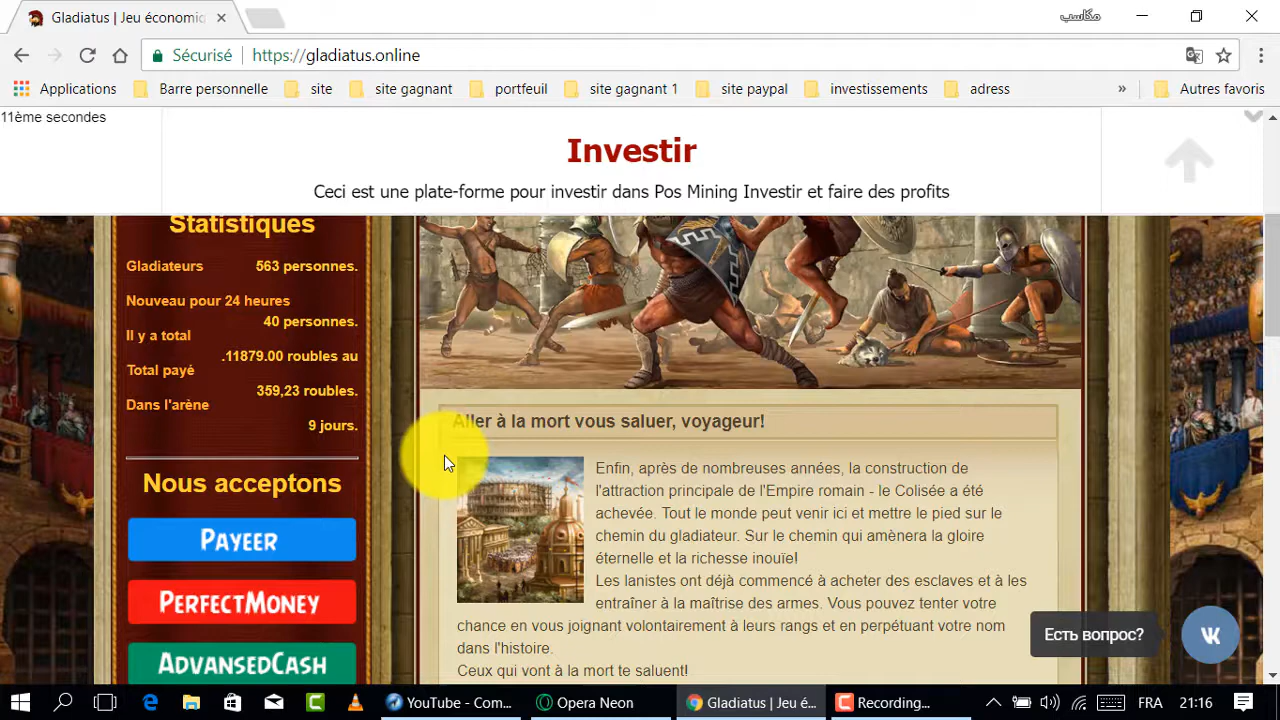 Gladiatus | Jeu économic
مكاسب
Sécurisé
https://gladiatus.online
Applications
Barre personnelle
site
site gagnant
portfeuil
site gagnant 1
site paypal
investissements
adress
»
Autres favoris
11ème secondes
Investir
Ceci est une plate-forme pour investir dans Pos Mining Investir et faire des profits
Statistiques
Gladiateurs 563 personnes.
Nouveau pour 24 heures
40 personnes.
Il y a total
.11879.00 roubles au
Total payé
359,23 roubles.
Dans l'arène
9 jours.
Nous acceptons
PAYEER
PERFECTMONEY
ADVANSEDCASH
Aller à la mort vous saluer, voyageur!
Enfin, après de nombreuses années, la construction de
l'attraction principale de l'Empire romain - le Colisée a été
achevée. Tout le monde peut venir ici et mettre le pied sur le
chemin du gladiateur. Sur le chemin qui amènera la gloire
éternelle et la richesse inouïe!
Les lanistes ont déjà commencé à acheter des esclaves et à les
entraîner à la maîtrise des armes. Vous pouvez tenter votre
chance en vous joignant volontairement à leurs rangs et en perpétuant votre nom
dans l'histoire.
Ceux qui vont à la mort te saluent!
Есть вопрос?
YouTube - Com...
Opera Neon
Gladiatus | Jeu é...
Recording...
FRA
21:16